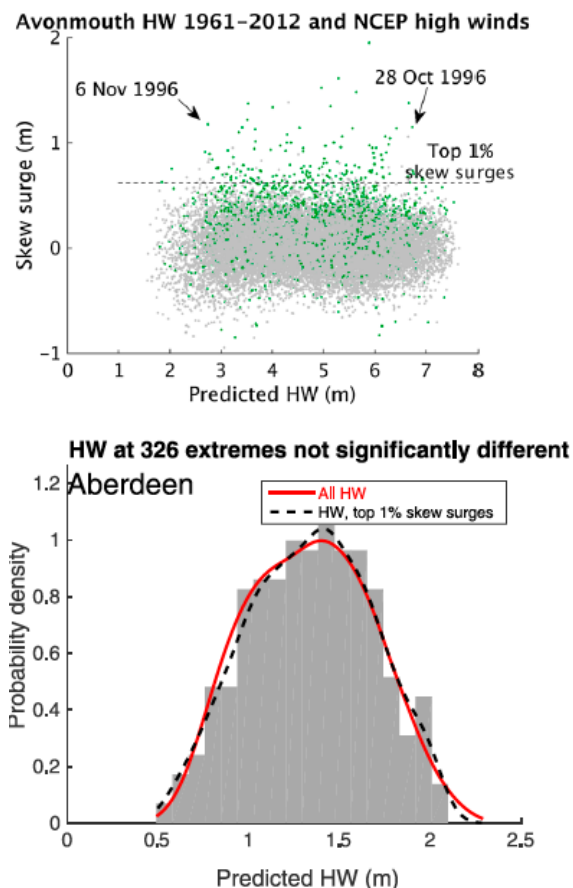 Avonmouth HW 1961–2012 and NCEP high winds
2
6 Nov 1996
28 Oct 1996
1
Top 1%
skew surges
Skew surge (m)
0
-1
0 1 2 3 4 5 6 7 8
Predicted HW (m)
HW at 326 extremes not significantly different
1.2
Aberdeen
All HW
HW, top 1% skew surges
1
0.8
Probability density
0.6
0.4
0.2
0
0 0.5 1 1.5 2 2.5
Predicted HW (m)